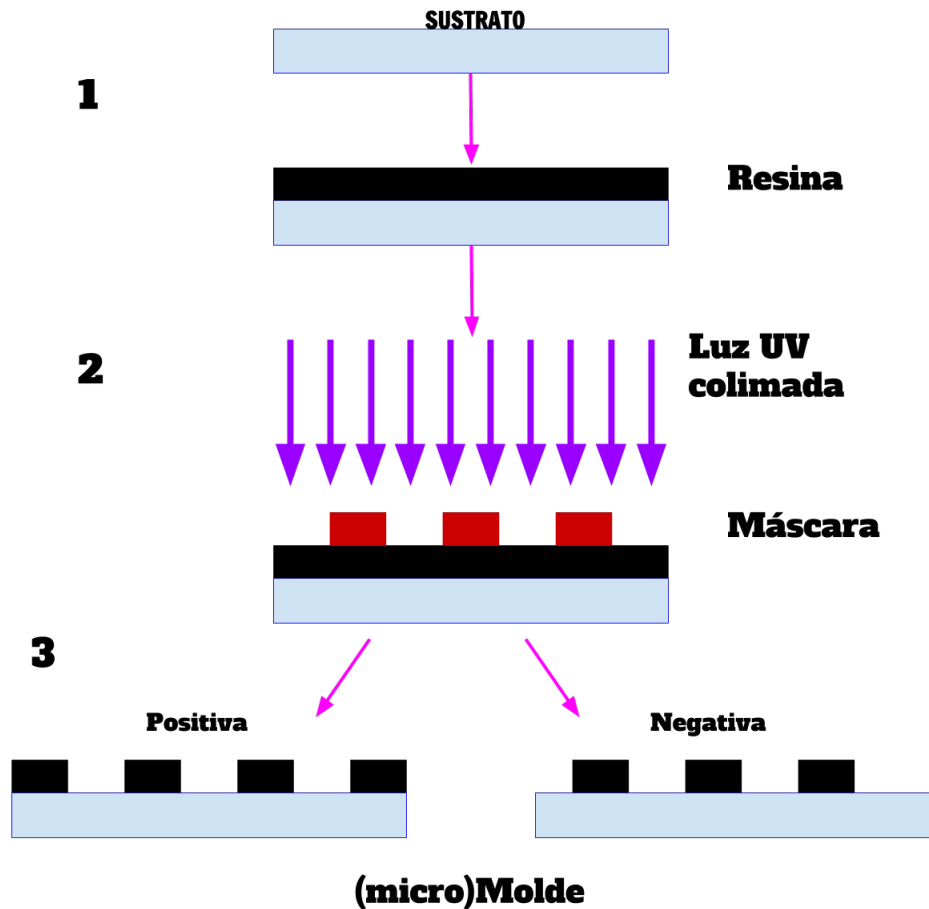 SUSTRATO
1
Resina
2
Luz UV
colimada
Máscara
3
Positiva
Negativa
(micro)Molde